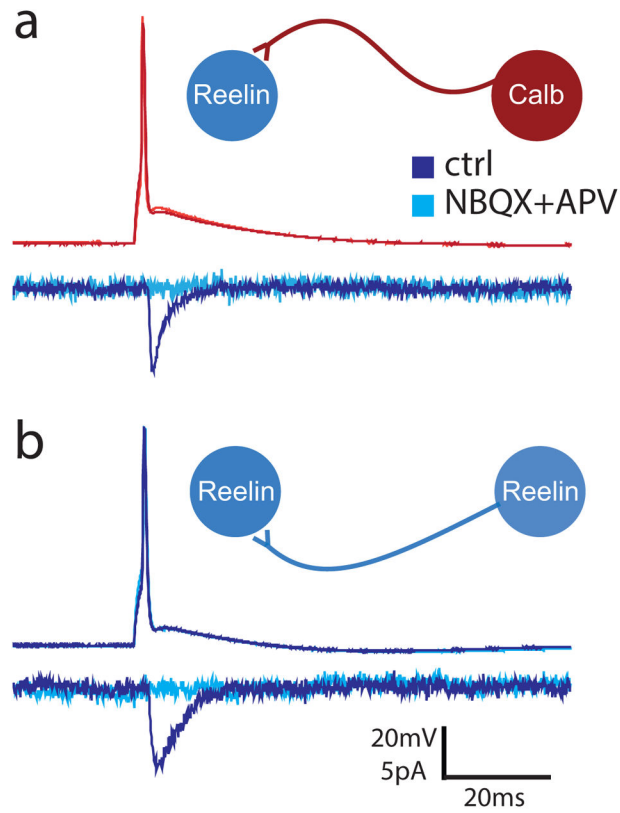 a
Reelin
Calb
ctrl
NBQX+APV
b
Reelin
Reelin
20mV
5pA
20ms